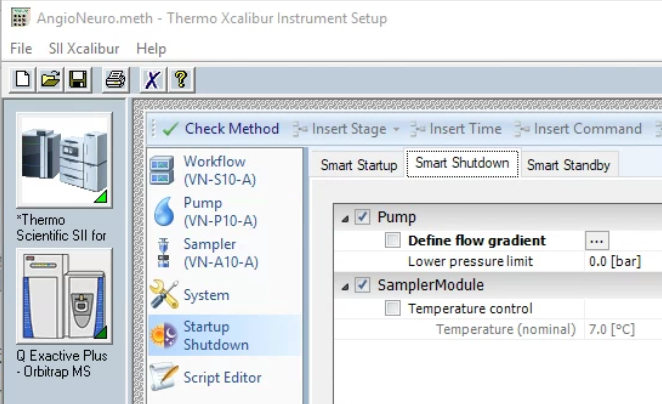 AngioNeuro.meth - Thermo Xcalibur Instrument Setup
File SII Xcalibur Help
Check Method Insert Stage Insert Time Insert Command
Workflow
(VN-S10-A)
Pump
(VN-P10-A)
Sampler
(VN-A10-A)
System
Startup
Shutdown
Script Editor
*Thermo
Scientific SII for
Q Exactive Plus
- Orbitrap MS
Smart Startup Smart Shutdown Smart Standby
Pump
Define flow gradient ...
Lower pressure limit 0.0 [bar]
SamplerModule
Temperature control
Temperature (nominal) 7.0 [°C]